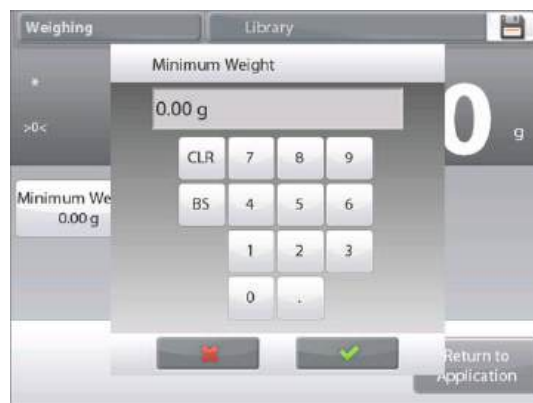 Weighing
Library
Minimum Weight
0.00 g
*
>0<
0
g
CLR 7 8 9
BS 4 5 6
1 2 3
0 .
Minimum We
0.00 g
Return to
Application